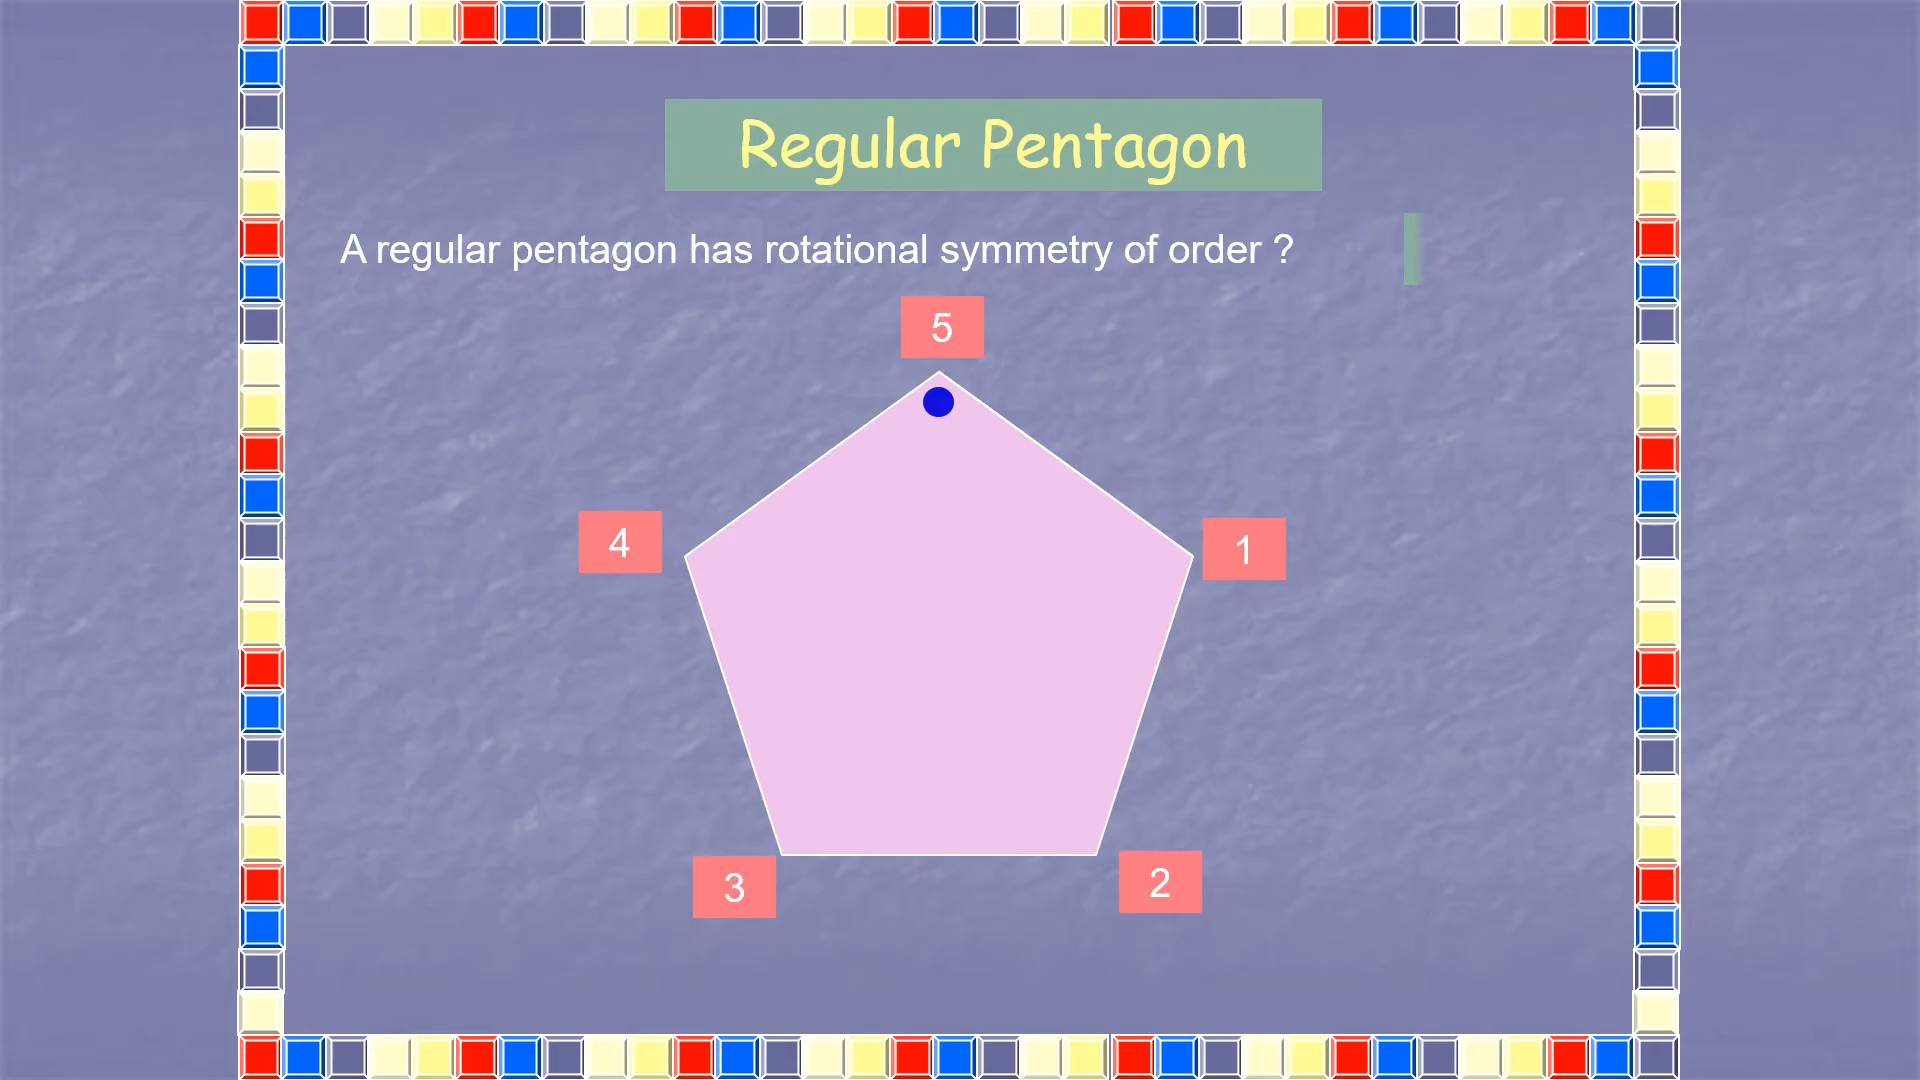 Regular Pentagon
A regular pentagon has rotational symmetry of order ?
5
4
1
3
2